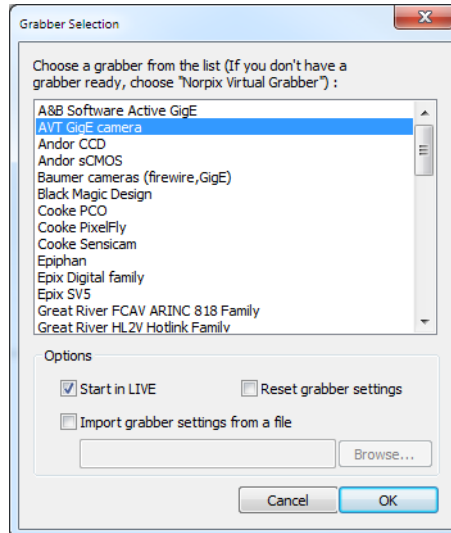 Grabber Selection
Choose a grabber from the list (If you don't have a
grabber ready, choose "Norpix Virtual Grabber") :
A&B Software Active GigE
AVT GigE camera
Andor CCD
Andor sCMOS
Baumer cameras (firewire,GigE)
Black Magic Design
Cooke PCO
Cooke PixelFly
Cooke Sensicam
Epiphan
Epix Digital family
Epix SV5
Great River FCAV ARINC 818 Family
Great River HL2V Hotlink Family
Options
Start in LIVE Reset grabber settings
Import grabber settings from a file
Browse...
Cancel OK